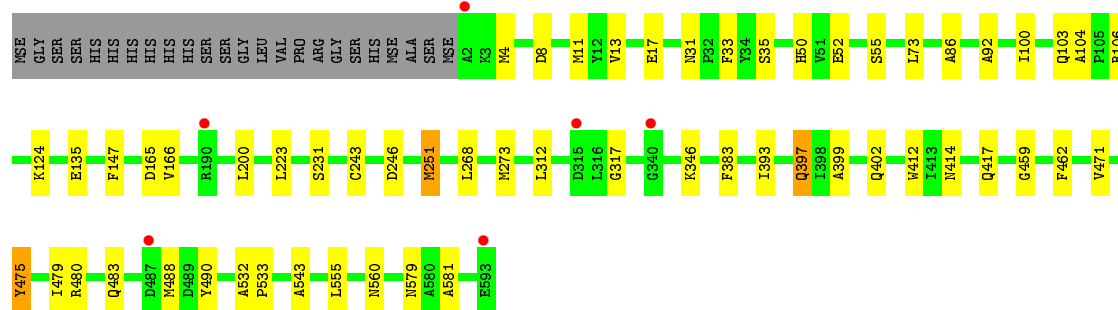 MSE GLY SER SER HIS HIS HIS HIS HIS HIS SER SER GLY LEU VAL PRO ARG GLY SER HIS MSE ALA SER MSE A2 K3 M4 D8 M11 Y12 V13 E17 N31 P32 F33 Y34 S35 H50 V51 E52 S55 L73 A86 A92 I100 Q103 A104 P105 R106
K124 E135 F147 D165 V166 R190 L200 L223 S231 C243 D246 M251 L268 M273 L312 D315 L316 G317 G340 K346 F383 I393 Q397 I398 A399 Q402 W412 I413 N414 Q417 G459 F462 V471
Y475 I479 R480 Q483 D487 M488 D489 Y490 A532 P533 A543 L555 N560 N579 A580 A581 E593